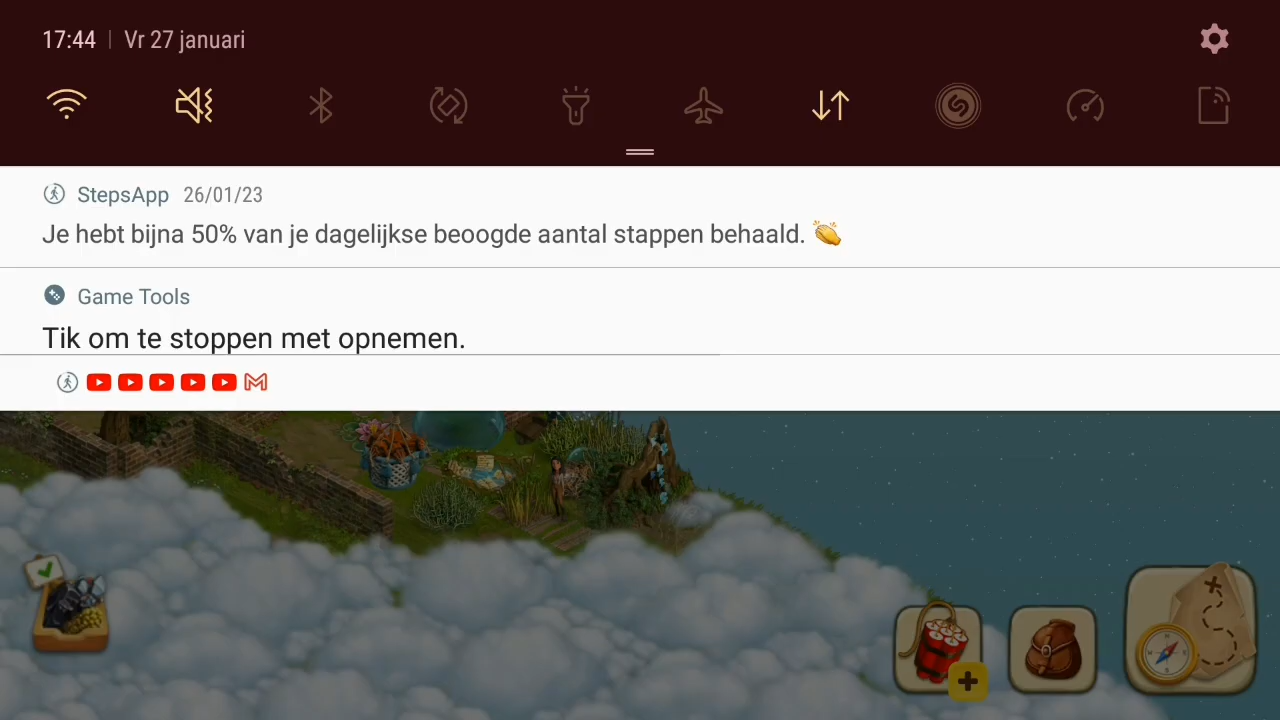 17:44 | Vr 27 januari
StepsApp 26/01/23
Je hebt bijna 50% van je dagelijkse beoogde aantal stappen behaald. 👏
Game Tools
Tik om te stoppen met opnemen.